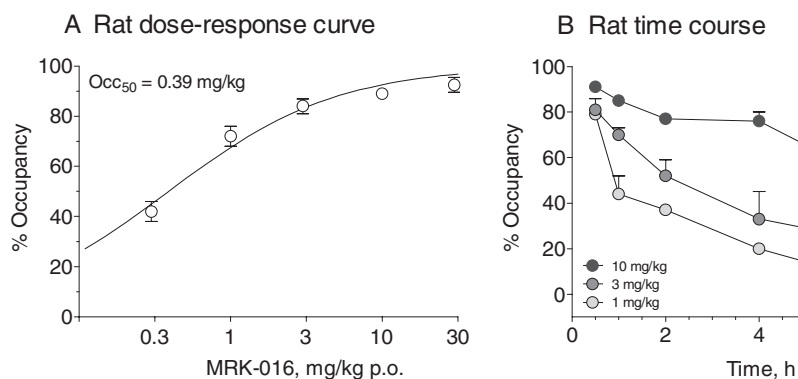 A Rat dose-response curve
% Occupancy
100
80
60
40
20
0
Occ50 = 0.39 mg/kg
0.3
1
3
10
30
MRK-016, mg/kg p.o.
B Rat time course
% Occupancy
100
80
60
40
20
0
10 mg/kg
3 mg/kg
1 mg/kg
0
2
4
Time, h